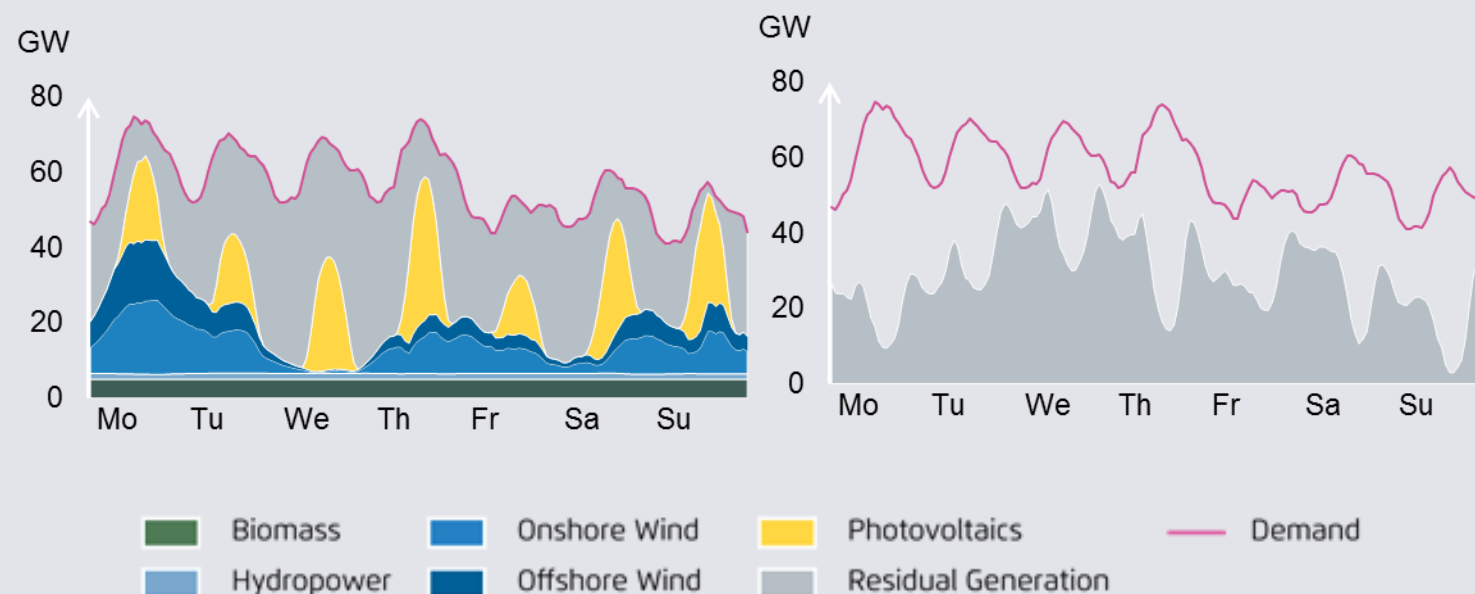 GW
80
60
40
20
0
Mo Tu We Th Fr Sa Su
GW
80
60
40
20
0
Mo Tu We Th Fr Sa Su
Biomass Onshore Wind Photovoltaics Demand
Hydropower Offshore Wind Residual Generation